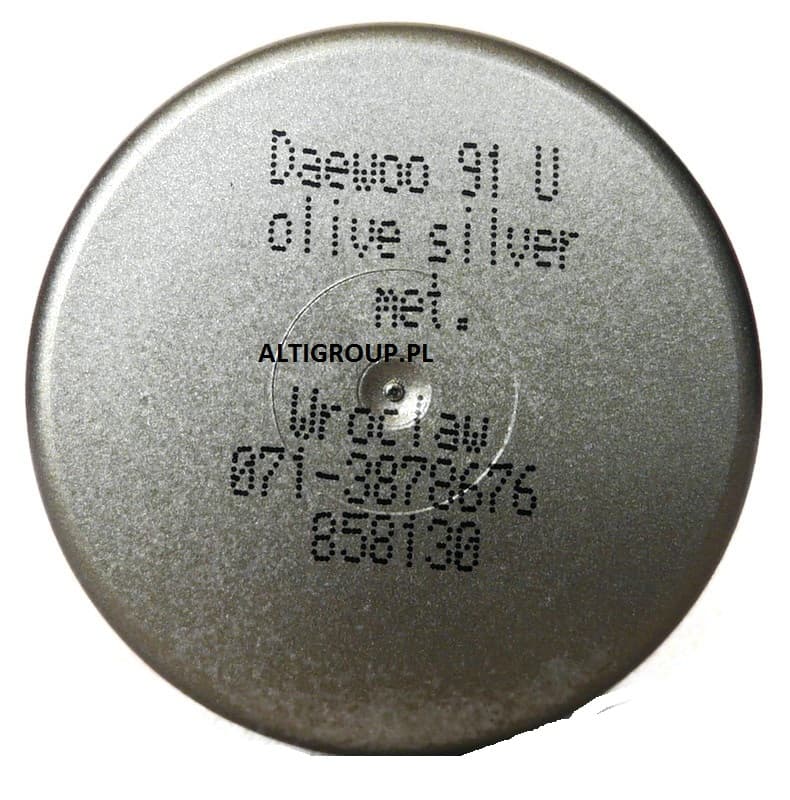 Daewoo 91 U
olive silver
met.
ALTIGROUP.PL
Wroclaw
071-3878676
858130